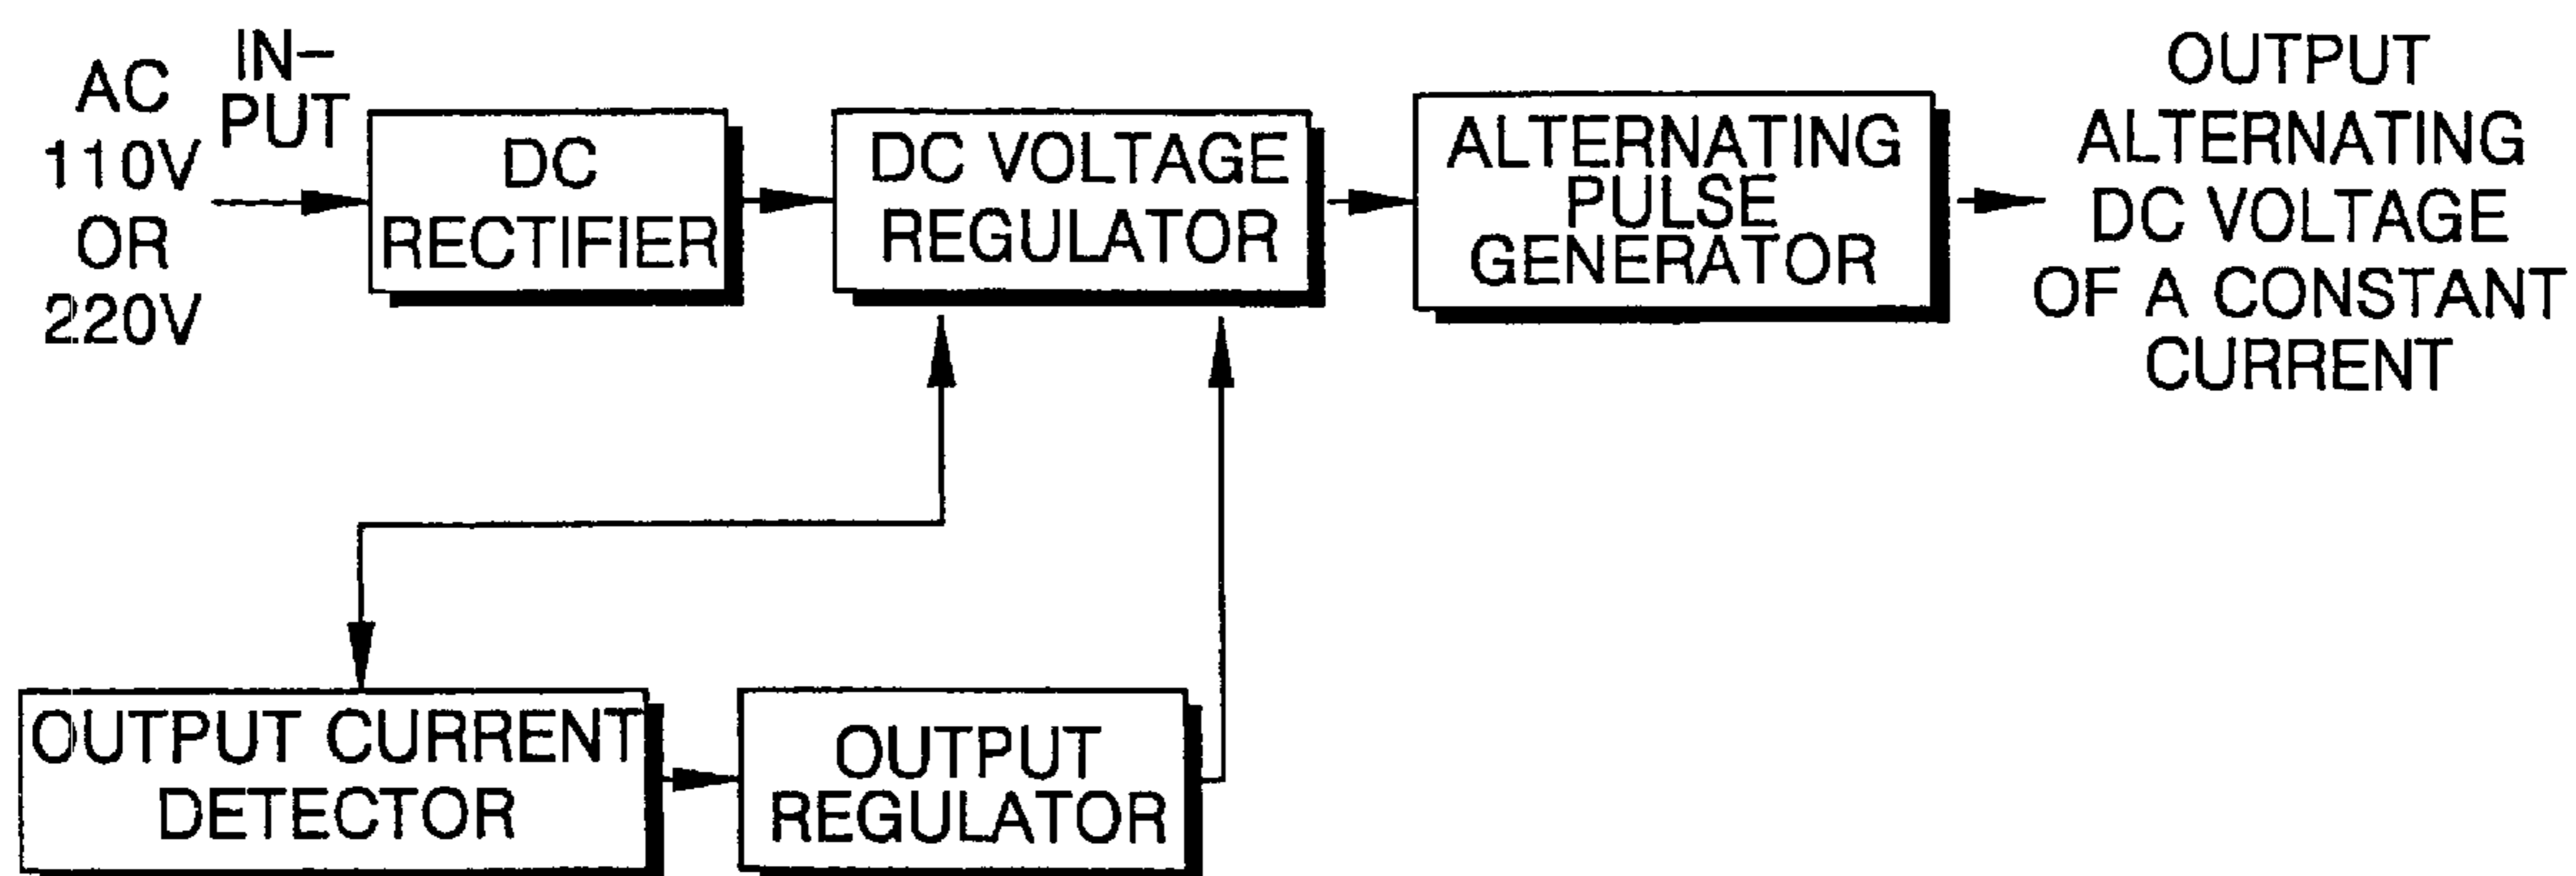 AC
110V
OR
220V
IN-
PUT
DC
RECTIFIER
DC VOLTAGE
REGULATOR
ALTERNATING
PULSE
GENERATOR
OUTPUT
ALTERNATING
DC VOLTAGE
OF A CONSTANT
CURRENT
OUTPUT CURRENT
DETECTOR
OUTPUT
REGULATOR